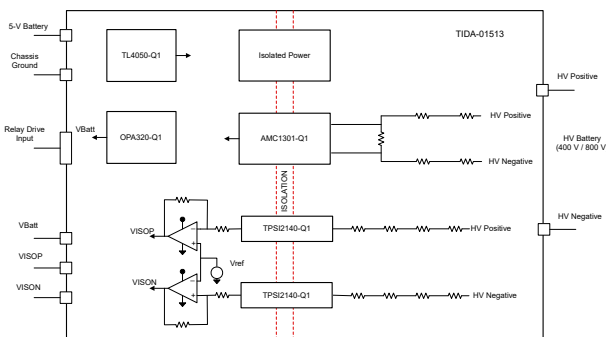 TIDA-01513
5-V Battery
Chassis
Ground
TL4050-Q1
Isolated Power
HV Positive
Relay Drive
Input
VBatt
OPA320-Q1
AMC1301-Q1
HV Positive
HV Negative
HV Battery
(400 V / 800 V
ISOLATION
VBatt
VISOP
VISON
VISOP
−
+
TPSI2140-Q1
HV Positive
HV Negative
Vref
VISON
−
+
TPSI2140-Q1
HV Negative